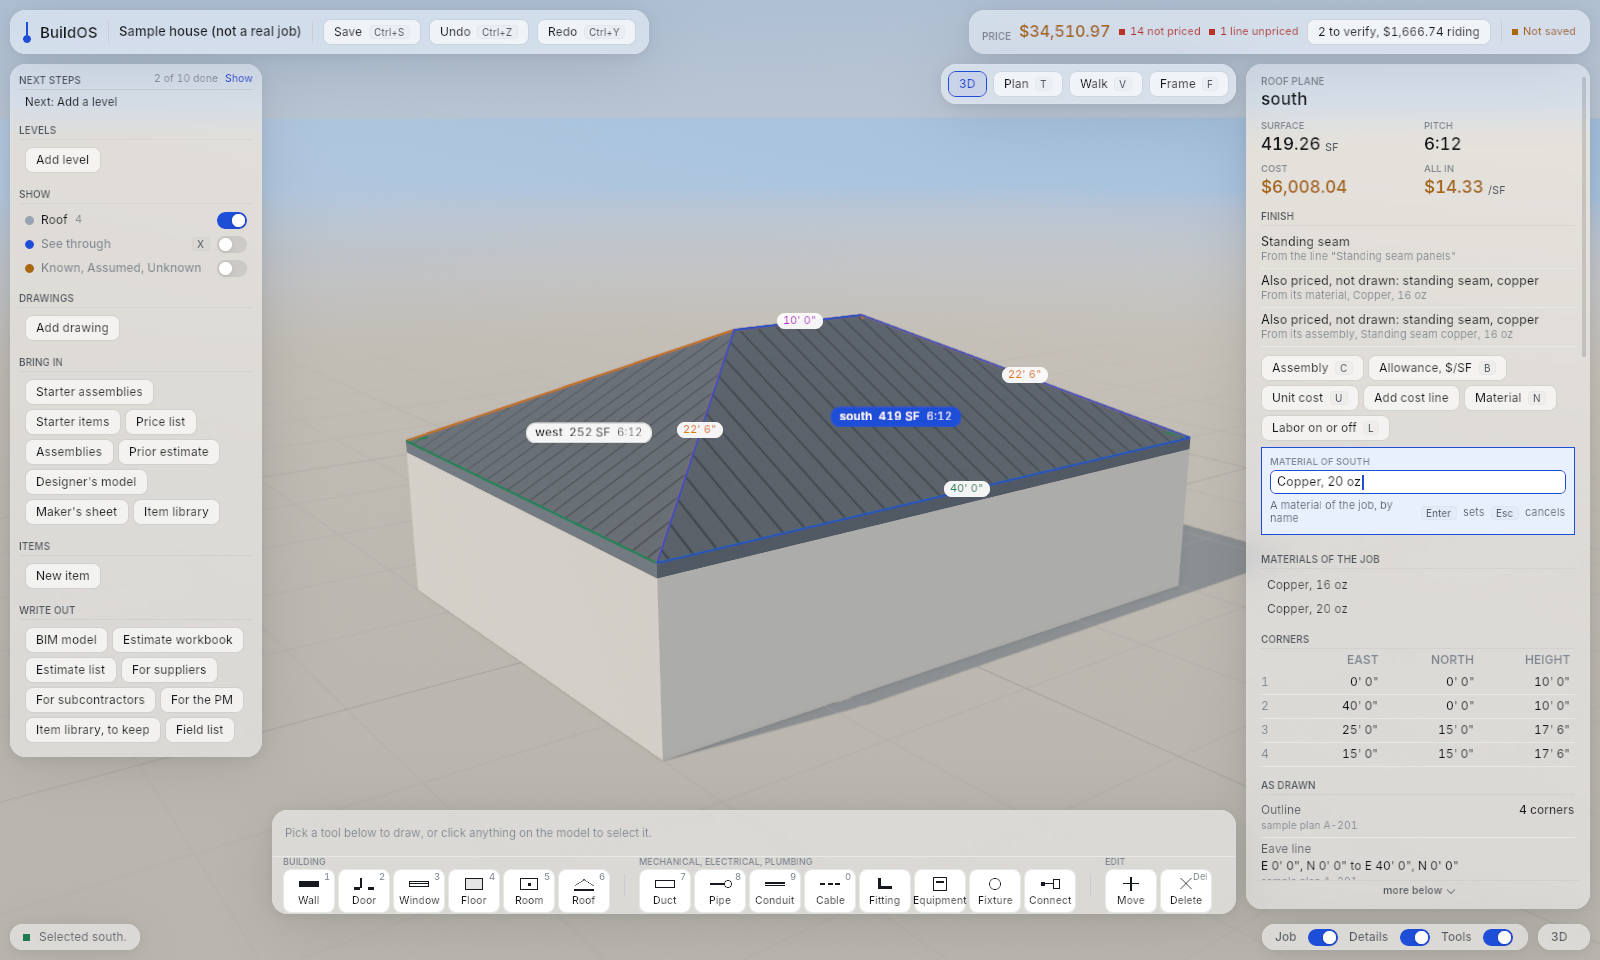 BuildOS
Sample house (not a real job)
Save Ctrl+S
Undo Ctrl+Z
Redo Ctrl+Y
PRICE $34,510.97
14 not priced
1 line unpriced
2 to verify, $1,666.74 riding
Not saved
NEXT STEPS 2 of 10 done Show
Next: Add a level
LEVELS
Add level
SHOW
Roof 4
See through X
Known, Assumed, Unknown
DRAWINGS
Add drawing
BRING IN
Starter assemblies
Starter items Price list
Assemblies Prior estimate
Designer's model
Maker's sheet Item library
ITEMS
New item
WRITE OUT
BIM model Estimate workbook
Estimate list For suppliers
For subcontractors For the PM
Item library, to keep Field list
3D
Plan T
Walk V
Frame F
10' 0"
22' 6"
south 419 SF 6:12
west 252 SF 6:12
22' 6"
40' 0"
ROOF PLANE
south
SURFACE PITCH
419.26 SF 6:12
COST ALL IN
$6,008.04 $14.33 /SF
FINISH
Standing seam
From the line "Standing seam panels"
Also priced, not drawn: standing seam, copper
From its material, Copper, 16 oz
Also priced, not drawn: standing seam, copper
From its assembly, Standing seam copper, 16 oz
Assembly C Allowance, $/SF B
Unit cost U Add cost line Material N
Labor on or off L
MATERIAL OF SOUTH
Copper, 20 oz
A material of the job, by name Enter sets Esc cancels
MATERIALS OF THE JOB
Copper, 16 oz
Copper, 20 oz
CORNERS
EAST NORTH HEIGHT
1 0' 0" 0' 0" 10' 0"
2 40' 0" 0' 0" 10' 0"
3 25' 0" 15' 0" 17' 6"
4 15' 0" 15' 0" 17' 6"
AS DRAWN
Outline 4 corners
sample plan A-201
Eave line
E 0' 0", N 0' 0" to E 40' 0", N 0' 0"
sample plan A-201
more below
Pick a tool below to draw, or click anything on the model to select it.
BUILDING
Wall 1
Door 2
Window 3
Floor 4
Room 5
Roof 6
MECHANICAL, ELECTRICAL, PLUMBING
Duct 7
Pipe 8
Conduit 9
Cable 0
Fitting
Equipment
Fixture
Connect
EDIT
Move
Delete Del
Selected south.
Job
Details
Tools
3D